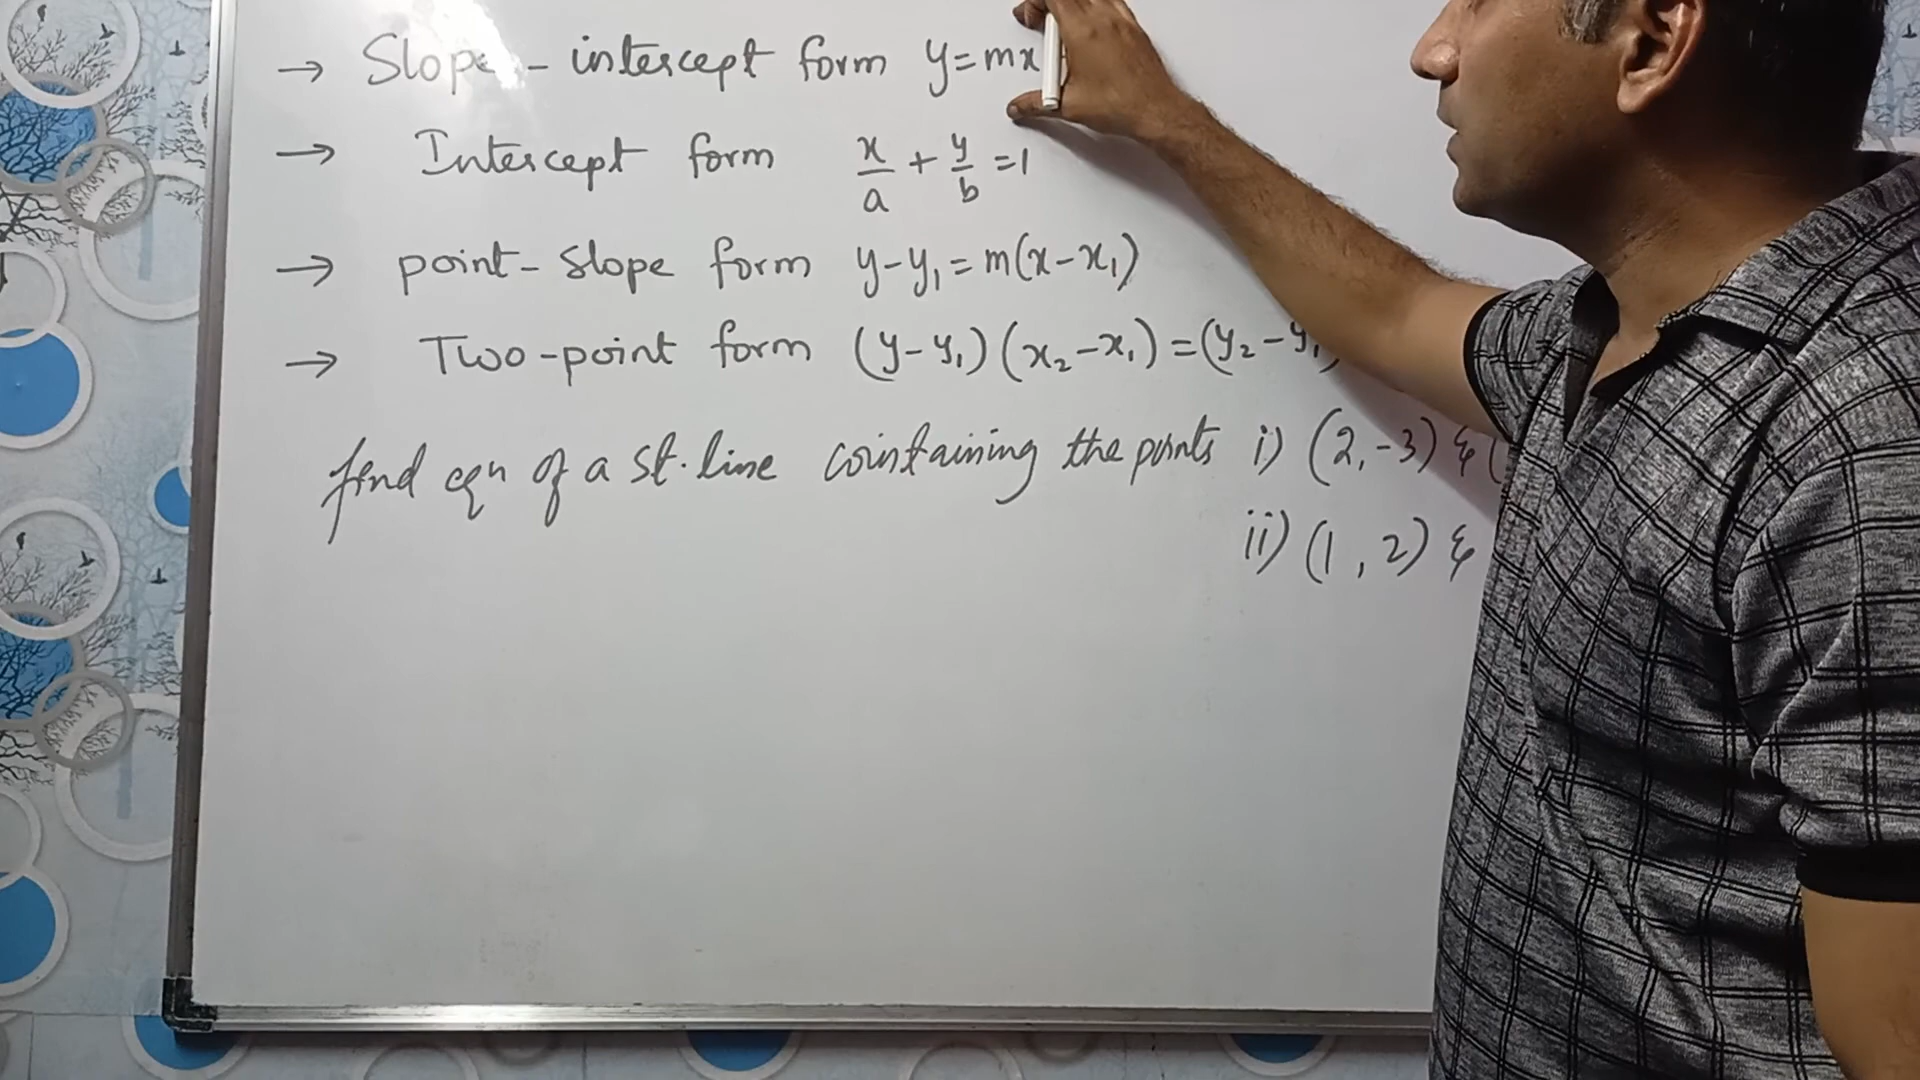 → Slope - intercept form y=mx
→ Intercept form x/a + y/b =1
→ point - slope form y-y₁=m(x-x₁)
→ Two-point form (y-y₁)(x₂-x₁)=(y₂-y₁)
find eqn of a st. line cointaining the points i) (2,-3) & (
ii) (1, 2) &